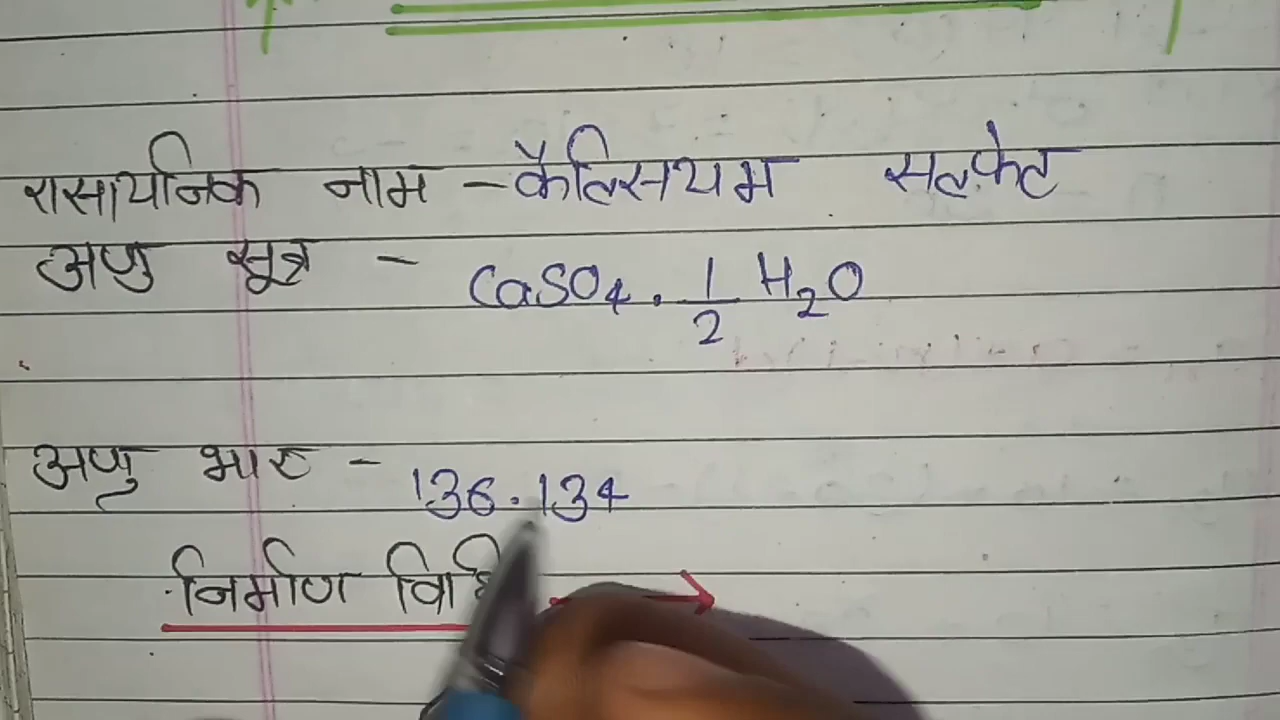 रासायनिक नाम - कैल्सियम सल्फेट
अणु सूत्र - CaSO₄ . 1/2 H₂O
अणु भार - 136.134
निर्माण विधि →